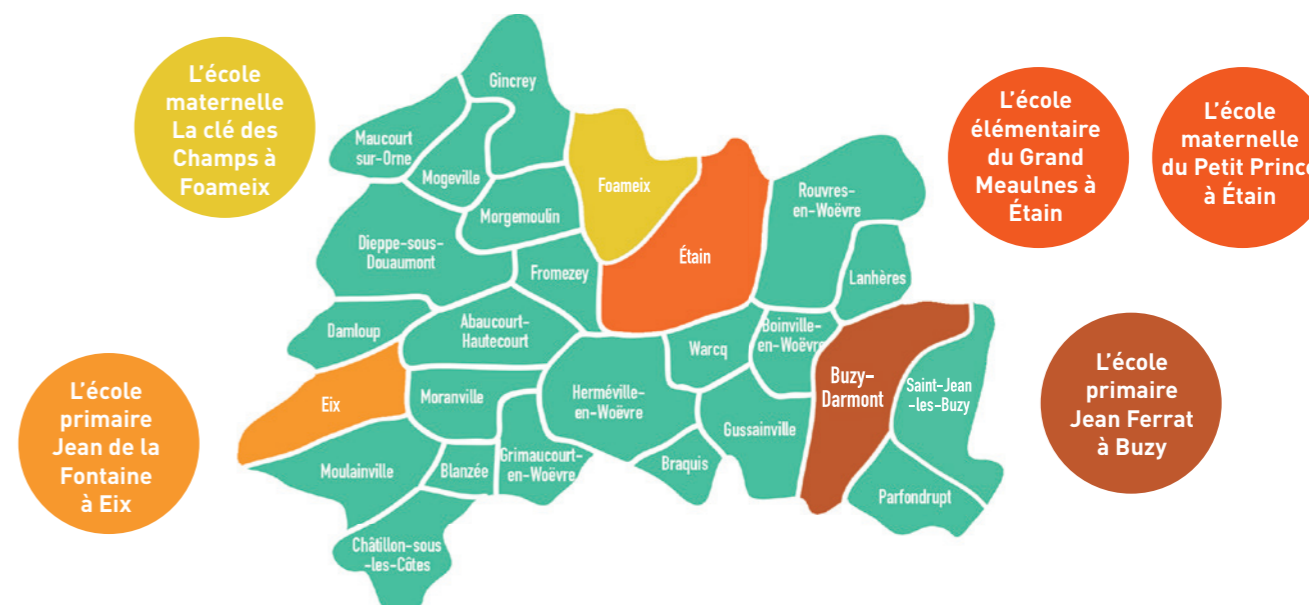 L'école
maternelle
La clé des
Champs à
Foameix
L'école
élémentaire
du Grand
Meaulnes à
Étain
L'école
maternelle
du Petit Prince
à Étain
Gincrey
Maucourt
sur-Orne
Mogeville
Foameix
Rouvres-
en-Woëvre
Morgemoulin
Dieppe-sous-
Douaumont
Étain
Fromezey
Lanhères
Damloup
Abaucourt-
Hautecourt
Warcq
Boinville-
en-Woëvre
L'école
primaire
Jean de la
Fontaine
à Eix
Eix
Moranville
Herméville-
en-Woëvre
Buzy-
Darmont
Saint-Jean
-les-Buzy
L'école
primaire
Jean Ferrat
à Buzy
Gussainville
Moulainville
Blanzée
Grimaucourt-
en-Woëvre
Braquis
Parfondrupt
Châtillon-sous
-les-Côtes